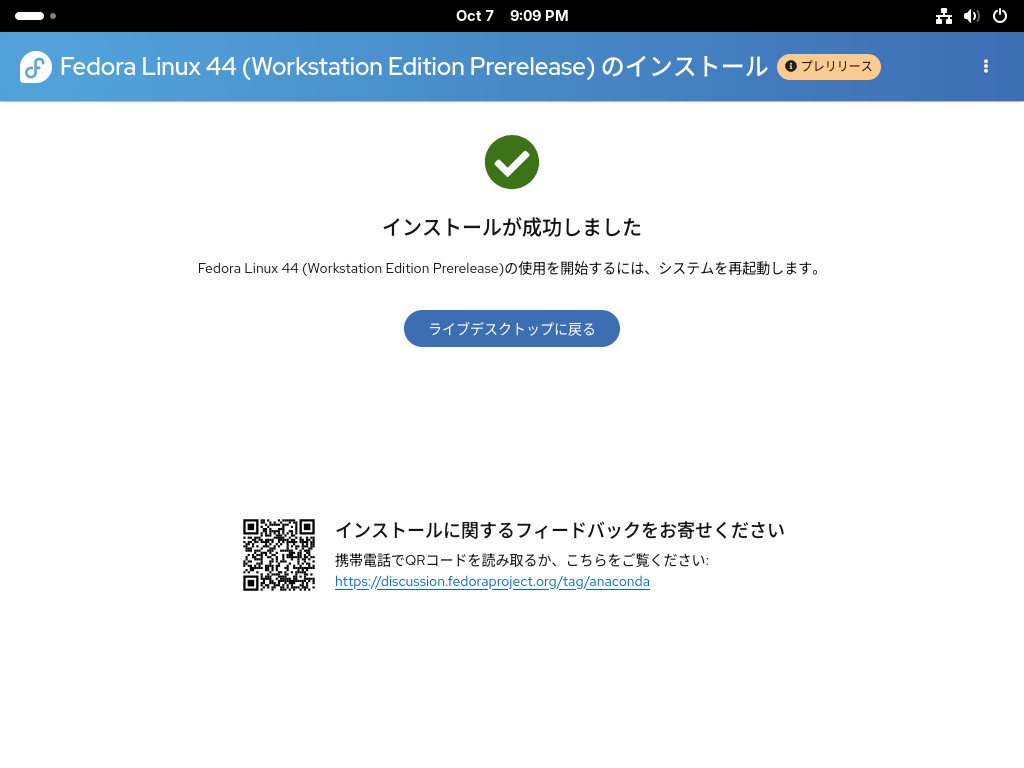 Oct 7 9:09 PM
Fedora Linux 44 (Workstation Edition Prerelease) のインストール プレリリース
インストールが成功しました
Fedora Linux 44 (Workstation Edition Prerelease)の使用を開始するには、システムを再起動します。
ライブデスクトップに戻る
インストールに関するフィードバックをお寄せください
携帯電話でQRコードを読み取るか、こちらをご覧ください:
https://discussion.fedoraproject.org/tag/anaconda